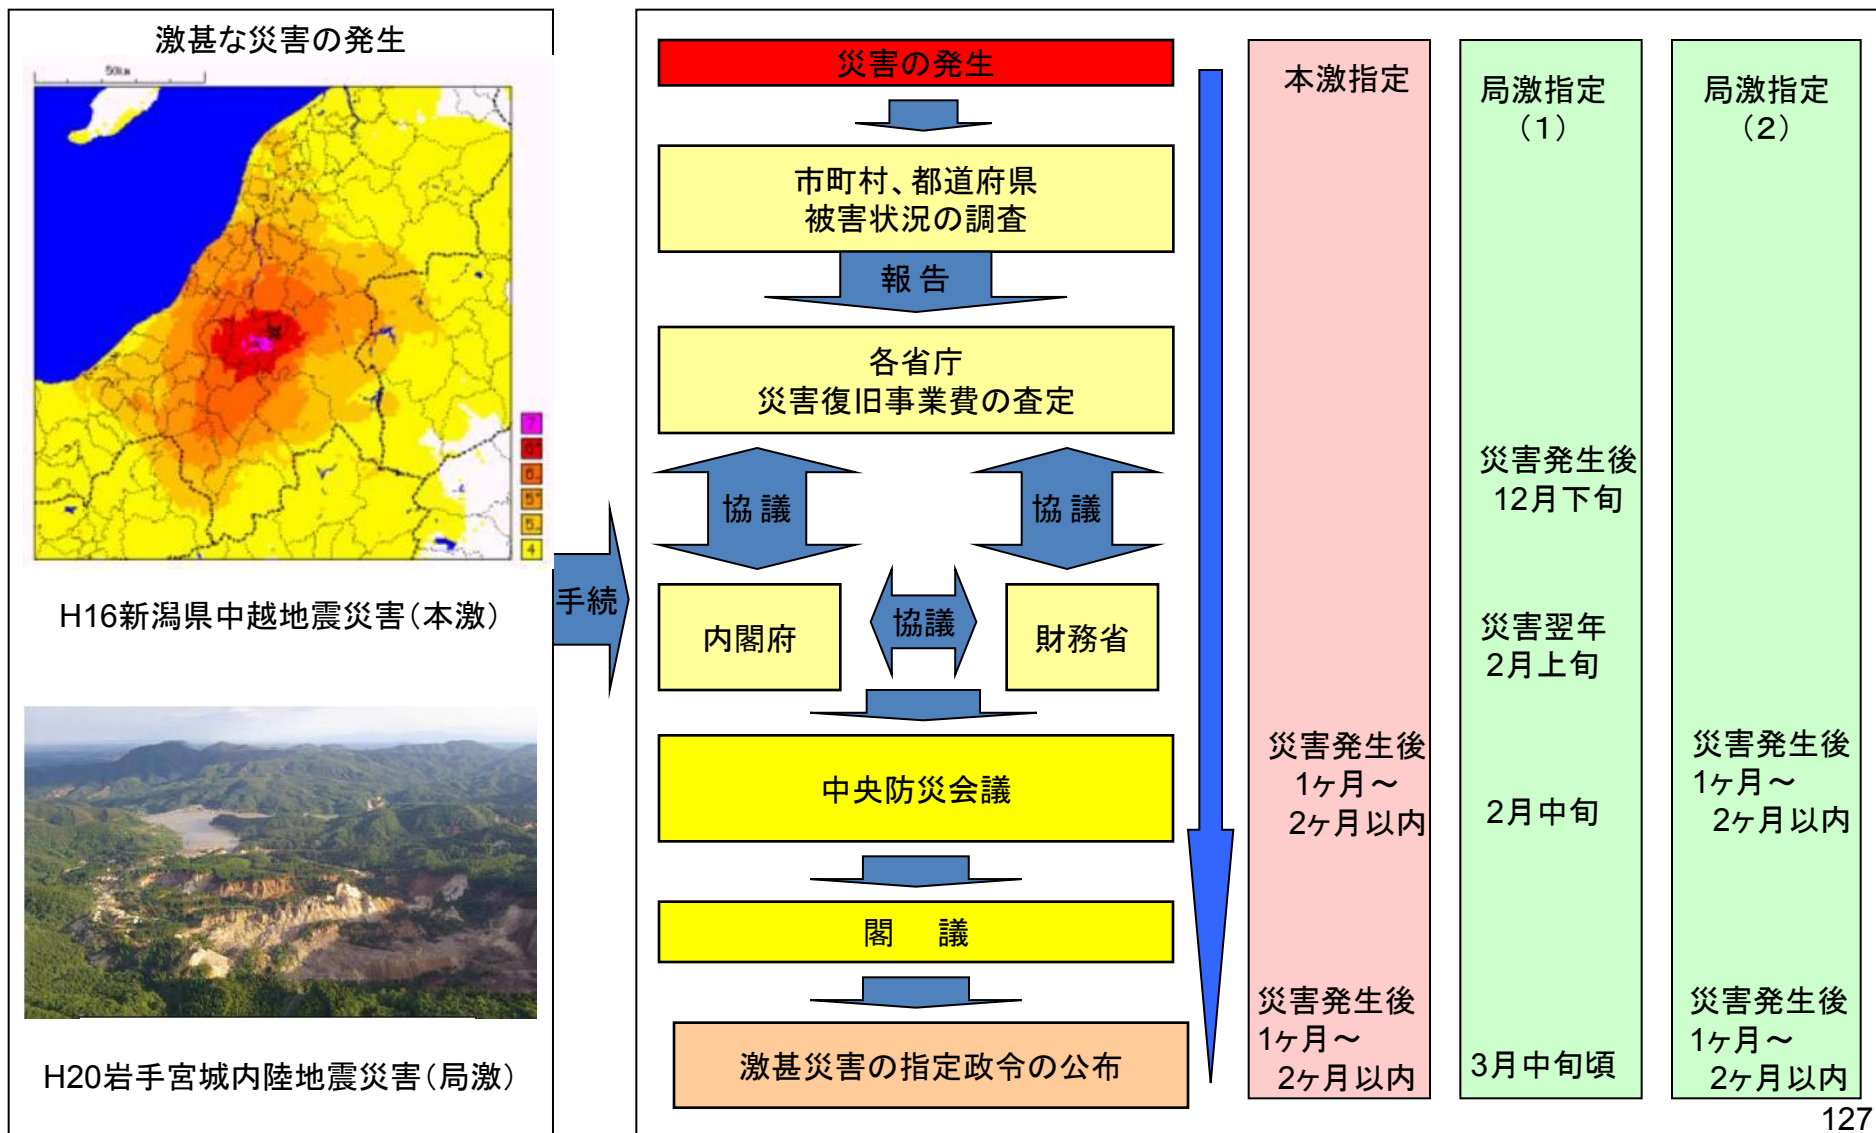 激甚な災害の発生
50km
7
6+
6-
5+
5-
4
H16新潟県中越地震災害（本激）
H20岩手宮城内陸地震災害（局激）
手続
災害の発生
市町村、都道府県
被害状況の調査
報 告
各省庁
災害復旧事業費の査定
協 議
協 議
内閣府
協議
財務省
中央防災会議
閣 議
激甚災害の指定政令の公布
本激指定
災害発生後
1ヶ月～
2ヶ月以内
災害発生後
1ヶ月～
2ヶ月以内
局激指定
（１）
災害発生後
12月下旬
災害翌年
2月上旬
2月中旬
3月中旬頃
局激指定
（２）
災害発生後
1ヶ月～
2ヶ月以内
災害発生後
1ヶ月～
2ヶ月以内
127